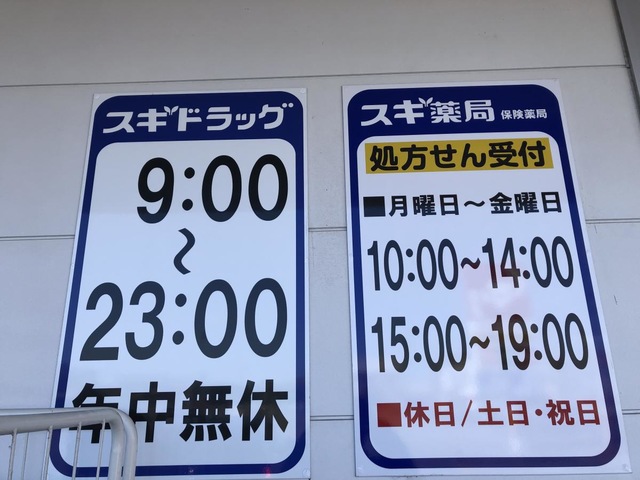 スギドラッグ
9:00
〜
23:00
年中無休
スギ薬局 保険薬局
処方せん受付
■月曜日〜金曜日
10:00〜14:00
15:00〜19:00
■休日/土日・祝日